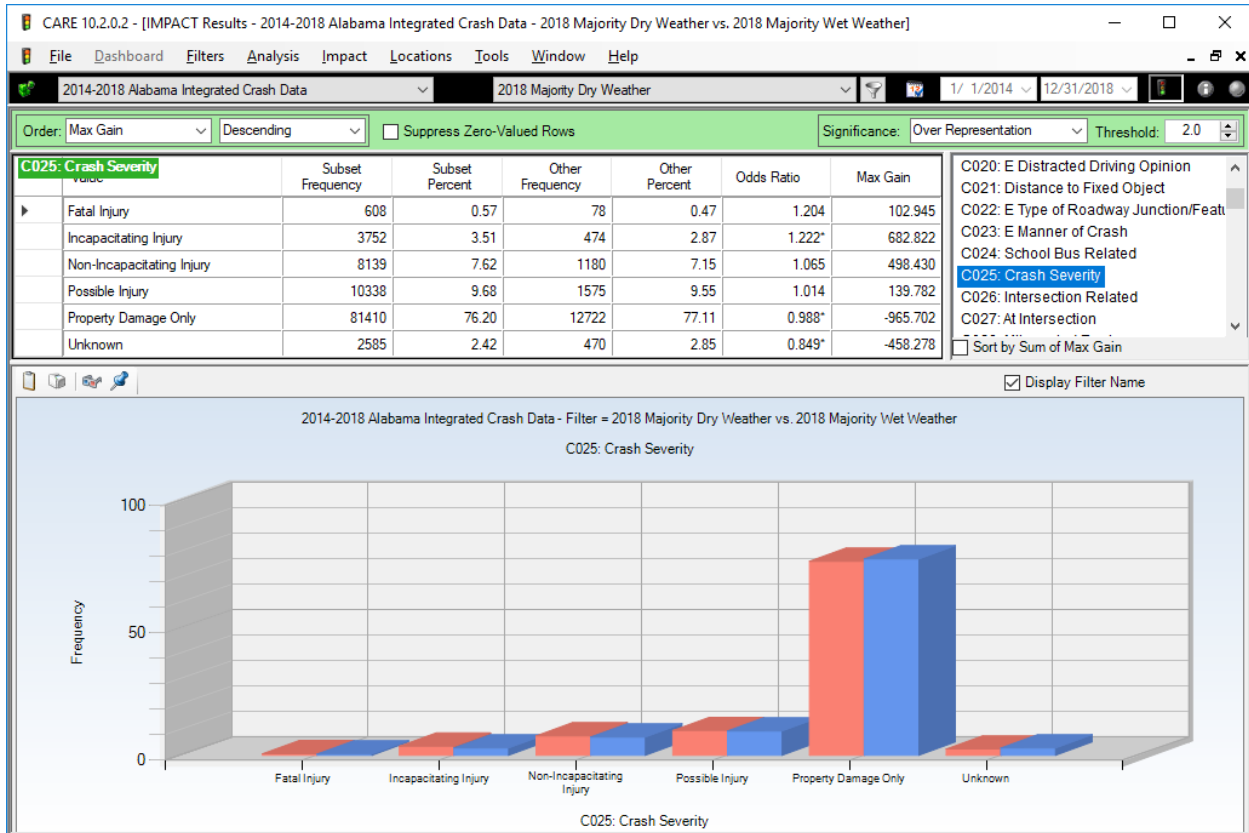 CARE 10.2.0.2 - [IMPACT Results - 2014-2018 Alabama Integrated Crash Data - 2018 Majority Dry Weather vs. 2018 Majority Wet Weather]
File Dashboard Filters Analysis Impact Locations Tools Window Help
2014-2018 Alabama Integrated Crash Data 2018 Majority Dry Weather 1/ 1/2014 12/31/2018
Order: Max Gain Descending Suppress Zero-Valued Rows Significance: Over Representation Threshold: 2.0
C025: Crash Severity Subset Frequency Subset Percent Other Frequency Other Percent Odds Ratio Max Gain
Fatal Injury 608 0.57 78 0.47 1.204 102.945
Incapacitating Injury 3752 3.51 474 2.87 1.222* 682.822
Non-Incapacitating Injury 8139 7.62 1180 7.15 1.065 498.430
Possible Injury 10338 9.68 1575 9.55 1.014 139.782
Property Damage Only 81410 76.20 12722 77.11 0.988* -965.702
Unknown 2585 2.42 470 2.85 0.849* -458.278
C020: E Distracted Driving Opinion
C021: Distance to Fixed Object
C022: E Type of Roadway Junction/Featu
C023: E Manner of Crash
C024: School Bus Related
C025: Crash Severity
C026: Intersection Related
C027: At Intersection
Sort by Sum of Max Gain
Display Filter Name
2014-2018 Alabama Integrated Crash Data - Filter = 2018 Majority Dry Weather vs. 2018 Majority Wet Weather
C025: Crash Severity
100
50
0
Frequency
Fatal Injury
Incapacitating Injury
Non-Incapacitating
Injury
Possible Injury
Property Damage Only
Unknown
C025: Crash Severity